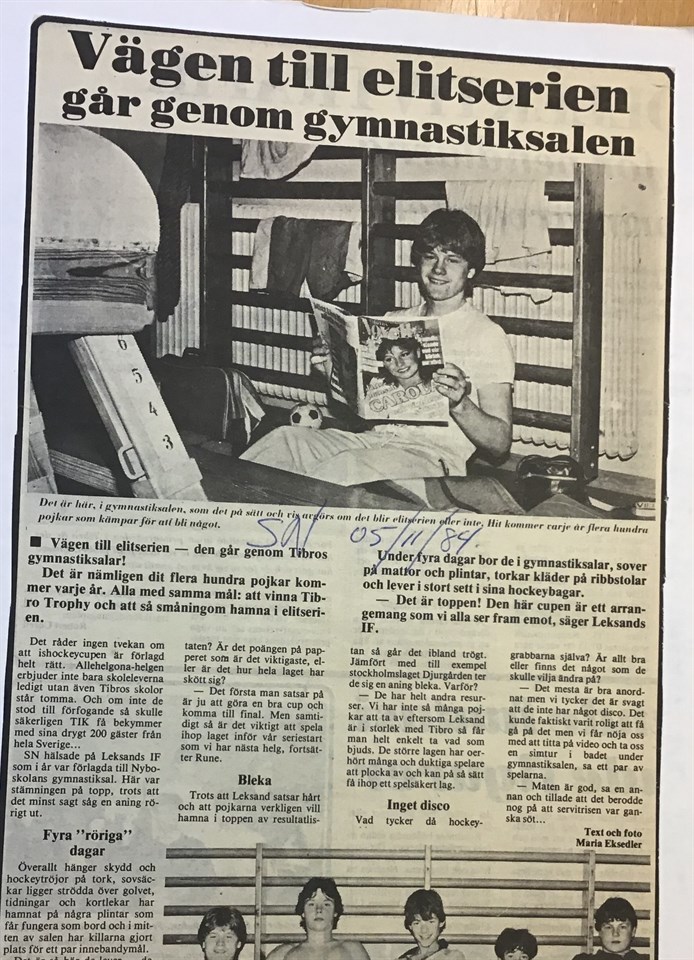 Vägen till elitserien
går genom gymnastiksalen
CAROLA
6
5
4
3
Det är här, i gymnastiksalen, som det på sätt och vis avgörs om det blir elitserien eller inte. Hit kommer varje år flera hundra
pojkar som kämpar för att bli något.
SN 05/11/84
■ Vägen till elitserien — den går genom Tibros
gymnastiksalar!
Det är nämligen dit flera hundra pojkar kom-
mer varje år. Alla med samma mål: att vinna Tib-
ro Trophy och att så småningom hamna i elitseri-
en.
Under fyra dagar bor de i gymnastiksalar, sover
på mattor och plintar, torkar kläder på ribbstolar
och lever i stort sett i sina hockeybagar.
— Det är toppen! Den här cupen är ett arran-
gemang som vi alla ser fram emot, säger Leksands
IF.
Det råder ingen tvekan om
att ishockeycupen är förlagd
helt rätt. Allehelgona-helgen
erbjuder inte bara skoleleverna
ledigt utan även Tibros skolor
står tomma. Och om inte de
stod till förfogande så skulle
säkerligen TIK få bekymmer
med sina drygt 200 gäster från
hela Sverige...
SN hälsade på Leksands IF
som i år var förlagda till Nybo-
skolans gymnastiksal. Här var
stämningen på topp, trots att
det minst sagt såg en aning rö-
rigt ut.
Fyra "röriga"
dagar
Överallt hänger skydd och
hockeytröjor på tork, sovsäc-
kar ligger strödda över golvet,
tidningar och kortlekar har
hamnat på några plintar som
får fungera som bord och i mit-
ten av salen har killarna gjort
plats för ett par innebandymål.
taten? Är det poängen på pap-
peret som är det viktigaste, el-
ler är det hur hela laget har
skött sig?
— Det första man satsar på
är ju att göra en bra cup och
komma till final. Men samti-
digt så är det viktigt att spela
ihop laget inför vår seriestart
som vi har nästa helg, fortsät-
ter Rune.
Bleka
Trots att Leksand satsar hårt
och att pojkarna verkligen vill
hamna i toppen av resultatlis-
tan så går det ibland trögt.
Jämfört med till exempel
stockholmslaget Djurgården ter
de sig en aning bleka. Varför?
— De har helt andra resur-
ser. Vi har inte så många poj-
kar att ta av eftersom Leksand
är i storlek med Tibro så får
man helt enkelt ta vad som
bjuds. De större lagen har oer-
hört många och duktiga spelare
att plocka av och kan på så sätt
få ihop ett spelsäkert lag.
Inget disco
Vad tycker då hockey-
grabbarna själva? Är allt bra
eller finns det något som de
skulle vilja ändra på?
— Det mesta är bra anord-
nat men vi tycker det är svagt
att de inte har något disco. Det
kunde faktiskt varit roligt att få
gå på det men vi får nöja oss
med att titta på video och ta oss
en simtur i badet under
gymnastiksalen, sa ett par av
spelarna.
— Maten är god, sa en an-
nan och tillade att det berodde
nog på att servitrisen var gan-
ska söt...
Text och foto
Maria Eksedler